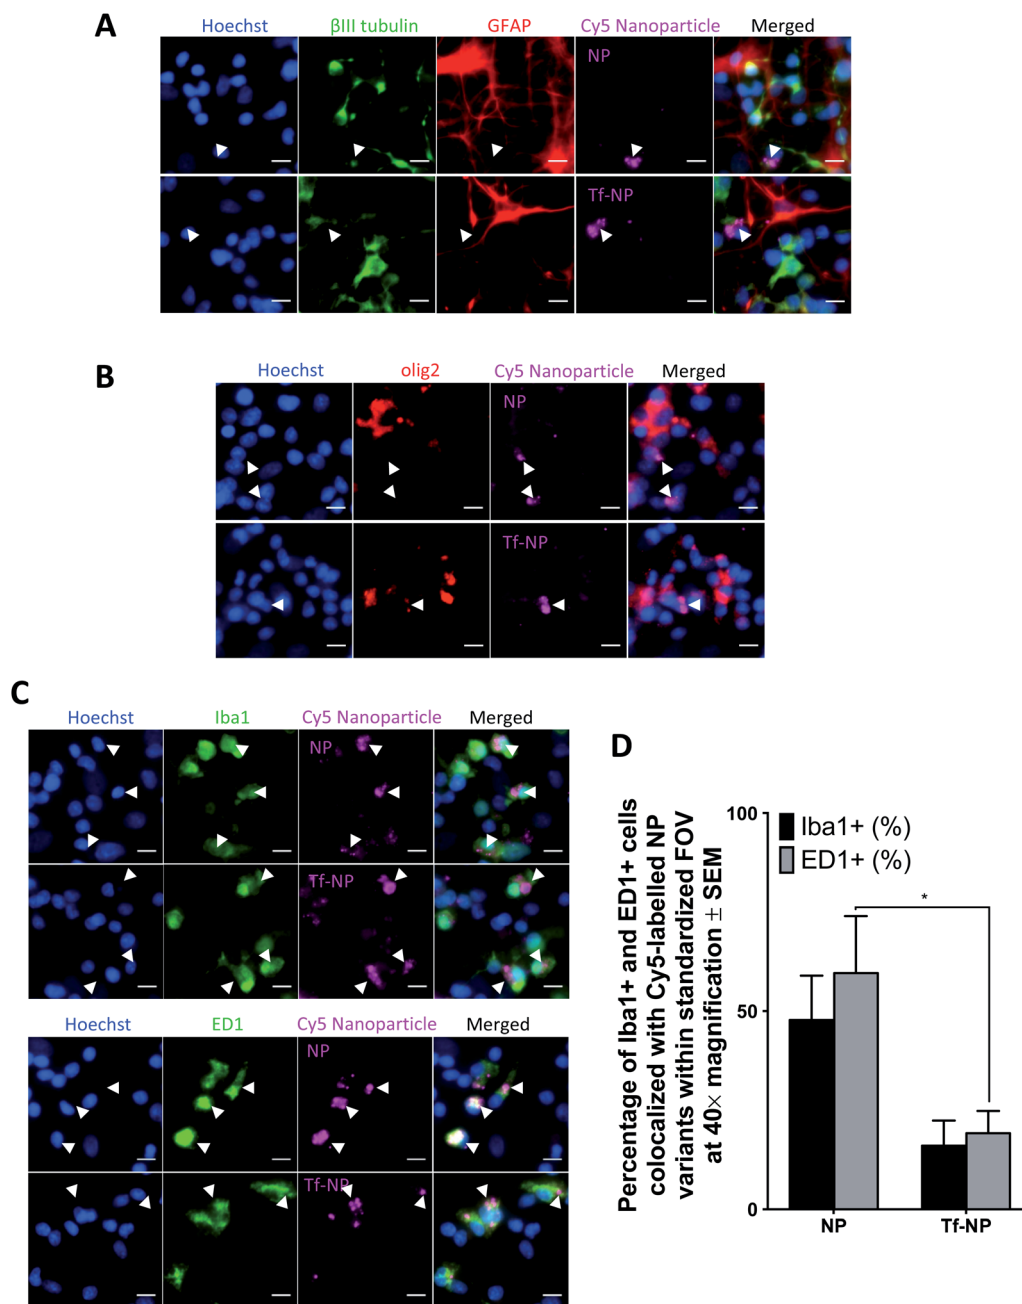 A
Hoechst βIII tubulin GFAP Cy5 Nanoparticle Merged
NP
Tf-NP
B
Hoechst olig2 Cy5 Nanoparticle Merged
NP
Tf-NP
C
Hoechst Iba1 Cy5 Nanoparticle Merged
NP
Tf-NP
Hoechst ED1 Cy5 Nanoparticle Merged
NP
Tf-NP
D
Percentage of Iba1+ and ED1+ cells
colocalized with Cy5-labelled NP
variants within standardized FOV
at 40× magnification ± SEM
100
50
0
Iba1+ (%)
ED1+ (%)
*
NP Tf-NP